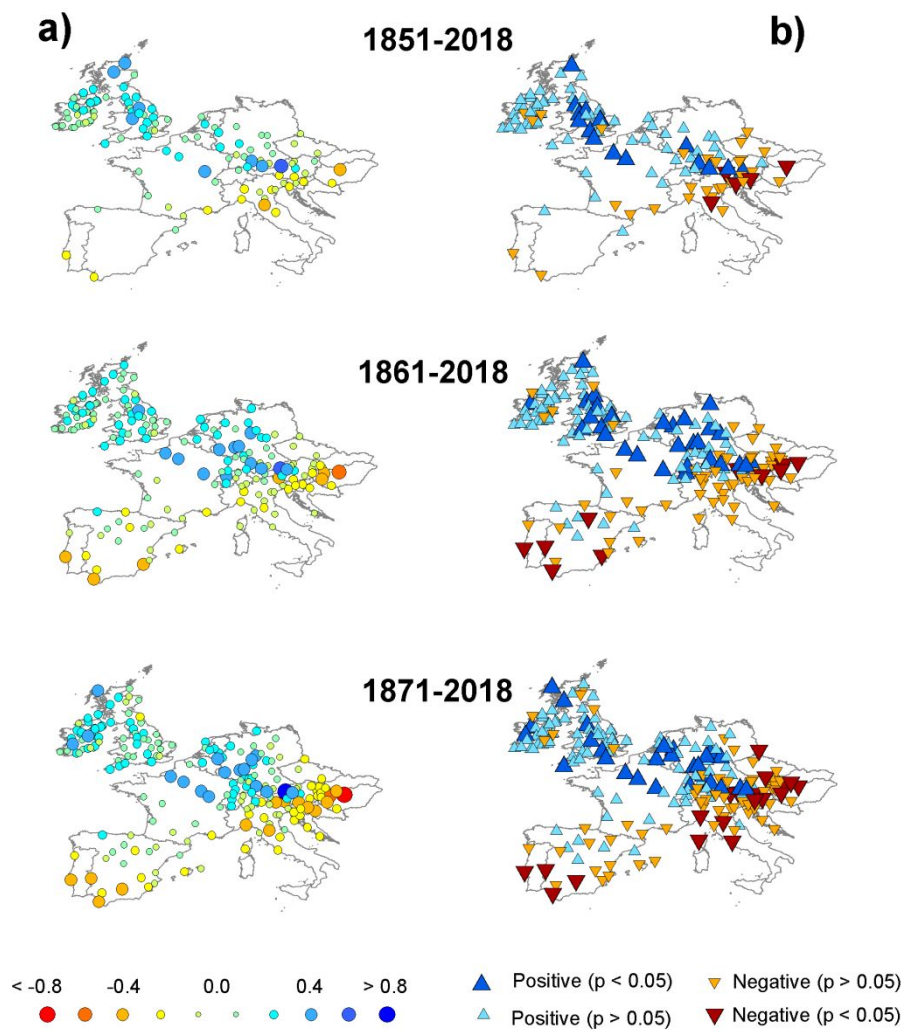 a)
1851-2018
b)
1861-2018
1871-2018
< -0.8 -0.4 0.0 0.4 > 0.8
Positive (p < 0.05) Negative (p > 0.05)
Positive (p > 0.05) Negative (p < 0.05)